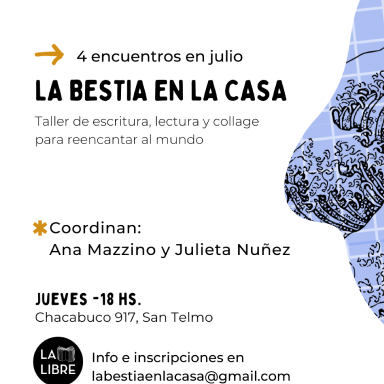 4 encuentros en julio
LA BESTIA EN LA CASA
Taller de escritura, lectura y collage
para reencantar al mundo
Coordinan:
Ana Mazzino y Julieta Nuñez
JUEVES -18 HS.
Chacabuco 917, San Telmo
LA
LIBRE
Info e inscripciones en
labestiaenlacasa@gmail.com